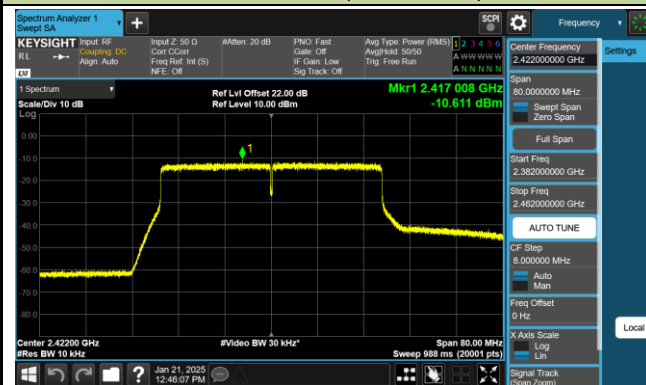 Spectrum Analyzer 1
Swept SA
SCPI
Frequency
KEYSIGHT
Input: RF
Coupling: DC
Align: Auto
Input Z: 50 Ω
Corr CCorr
Freq Ref: Int (S)
NFE: Off
#Atten: 20 dB
PNO: Fast
Gate: Off
IF Gain: Low
Sig Track: Off
Avg Type: Power (RMS)
Avg|Hold: 50/50
Trig: Free Run
1 2 3 4 5 6
A W W W W W
A N N N N N
RL
LXI
1 Spectrum
Scale/Div 10 dB
Log
Ref Lvl Offset 22.00 dB
Ref Level 10.00 dBm
Mkr1 2.417 008 GHz
-10.611 dBm
1
0.00
-10.0
-20.0
-30.0
-40.0
-50.0
-60.0
-70.0
-80.0
Center 2.42200 GHz
#Res BW 10 kHz
#Video BW 30 kHz*
Span 80.00 MHz
Sweep 988 ms (20001 pts)
Jan 21, 2025
12:46:07 PM
Center Frequency
2.422000000 GHz
Settings
Span
80.0000000 MHz
Swept Span
Zero Span
Full Span
Start Freq
2.382000000 GHz
Stop Freq
2.462000000 GHz
AUTO TUNE
CF Step
8.000000 MHz
Auto
Man
Freq Offset
0 Hz
X Axis Scale
Log
Lin
Local
Signal Track
(Span Zoom)